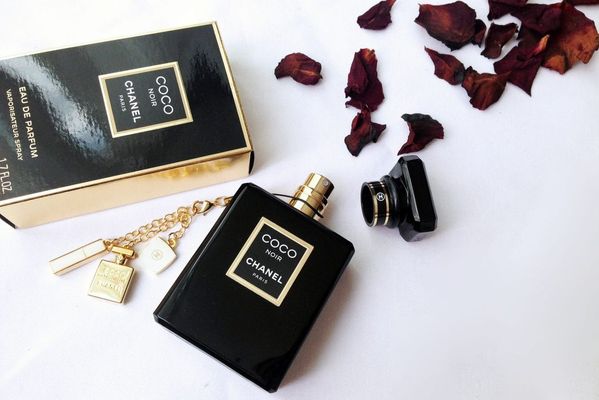 COCO
NOIR
CHANEL
PARIS
EAU DE PARFUM
VAPORISATEUR SPRAY
1.7 FL.OZ
COCO
NOIR
CHANEL
PARIS